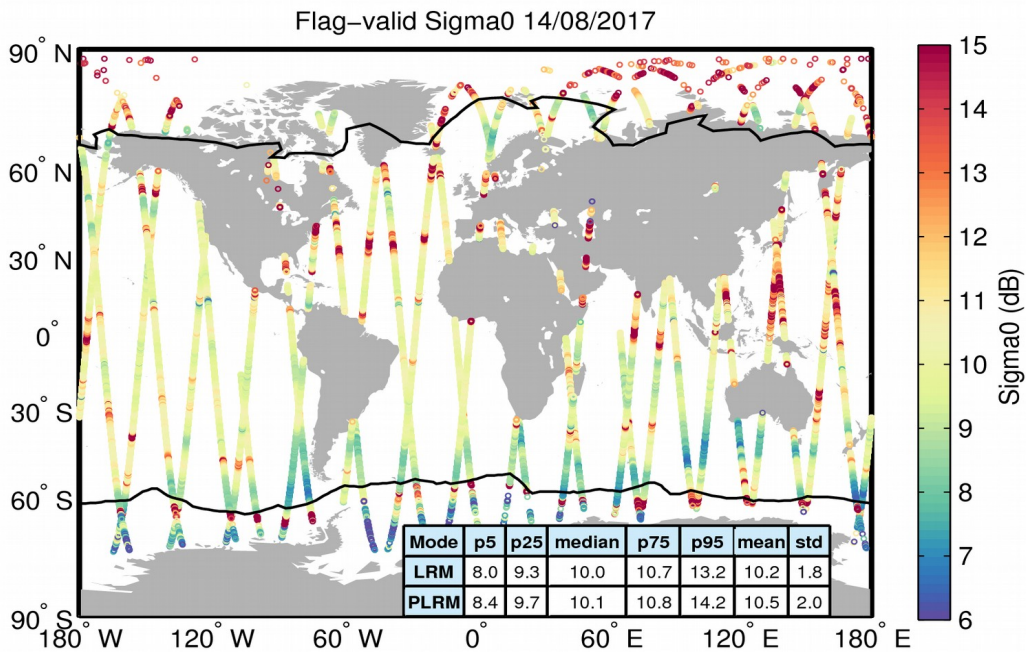 Flag-valid Sigma0 14/08/2017
90° N
60° N
30° N
0°
30° S
60° S
90° S
180° W
120° W
60° W
0°
60° E
120° E
180° E
Mode p5 p25 median p75 p95 mean std
LRM 8.0 9.3 10.0 10.7 13.2 10.2 1.8
PLRM 8.4 9.7 10.1 10.8 14.2 10.5 2.0
15
14
13
12
11
10
9
8
7
6
Sigma0 (dB)